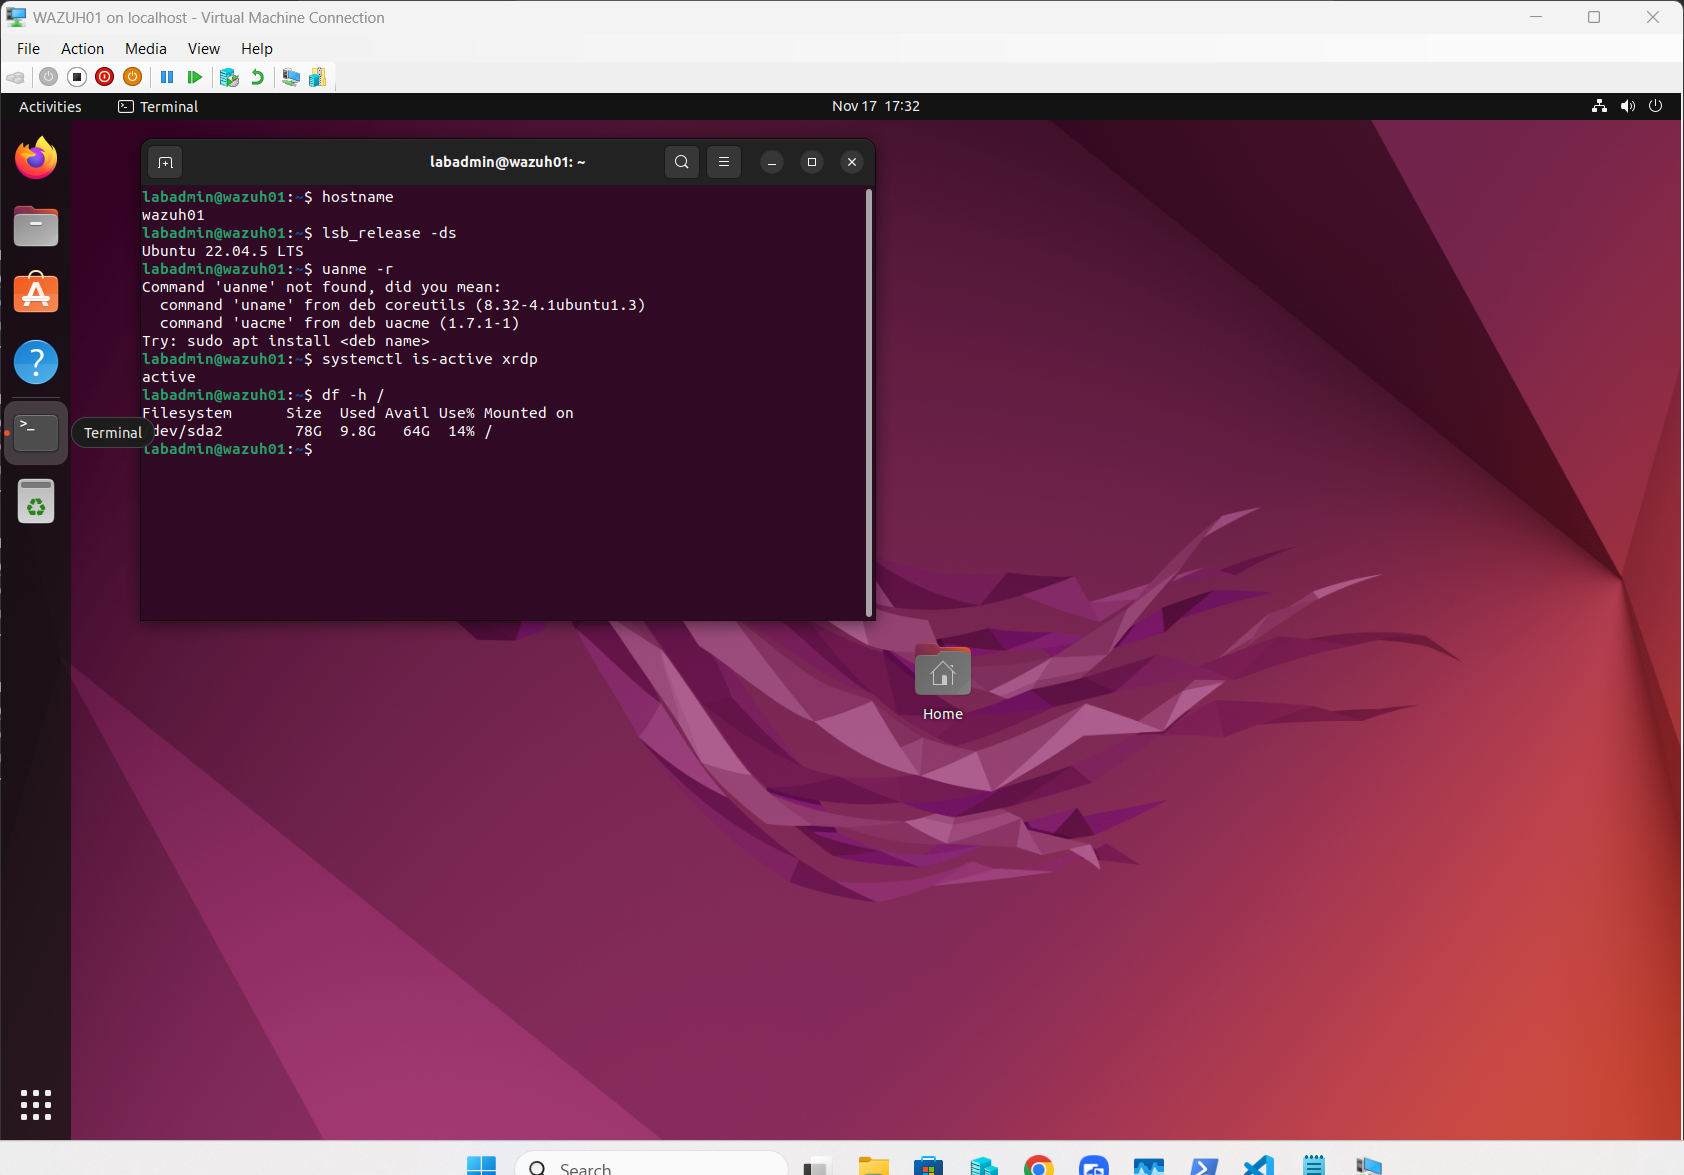 WAZUH01 on localhost - Virtual Machine Connection
File Action Media View Help
Activities Terminal Nov 17 17:32
labadmin@wazuh01: ~
labadmin@wazuh01:~$ hostname
wazuh01
labadmin@wazuh01:~$ lsb_release -ds
Ubuntu 22.04.5 LTS
labadmin@wazuh01:~$ uanme -r
Command 'uanme' not found, did you mean:
  command 'uname' from deb coreutils (8.32-4.1ubuntu1.3)
  command 'uacme' from deb uacme (1.7.1-1)
Try: sudo apt install <deb name>
labadmin@wazuh01:~$ systemctl is-active xrdp
active
labadmin@wazuh01:~$ df -h /
Filesystem      Size  Used Avail Use% Mounted on
dev/sda2        78G  9.8G   64G  14% /
labadmin@wazuh01:~$
Terminal
Home
Search